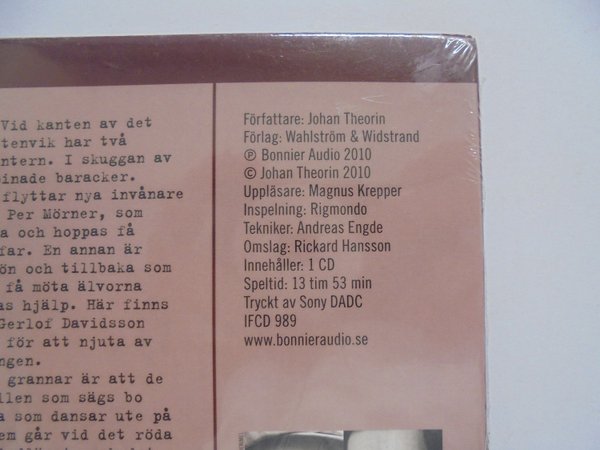 Vid kanten av det
tenvik har två
ntern. I skuggan av
inade baracker.
flyttar nya invånare
Per Mörner, som
a och hoppas få
far. En annan är
ön och tillbaka som
få möta älvorna
as hjälp. Här finns
Gerlof Davidsson
för att njuta av
ngen.
grannar är att de
llen som sägs bo
a som dansar ute på
em går vid det röda
Författare: Johan Theorin
Förlag: Wahlström & Widstrand
℗ Bonnier Audio 2010
© Johan Theorin 2010
Uppläsare: Magnus Krepper
Inspelning: Rigmondo
Tekniker: Andreas Engde
Omslag: Rickard Hansson
Innehåller: 1 CD
Speltid: 13 tim 53 min
Tryckt av Sony DADC
IFCD 989
www.bonnieraudio.se